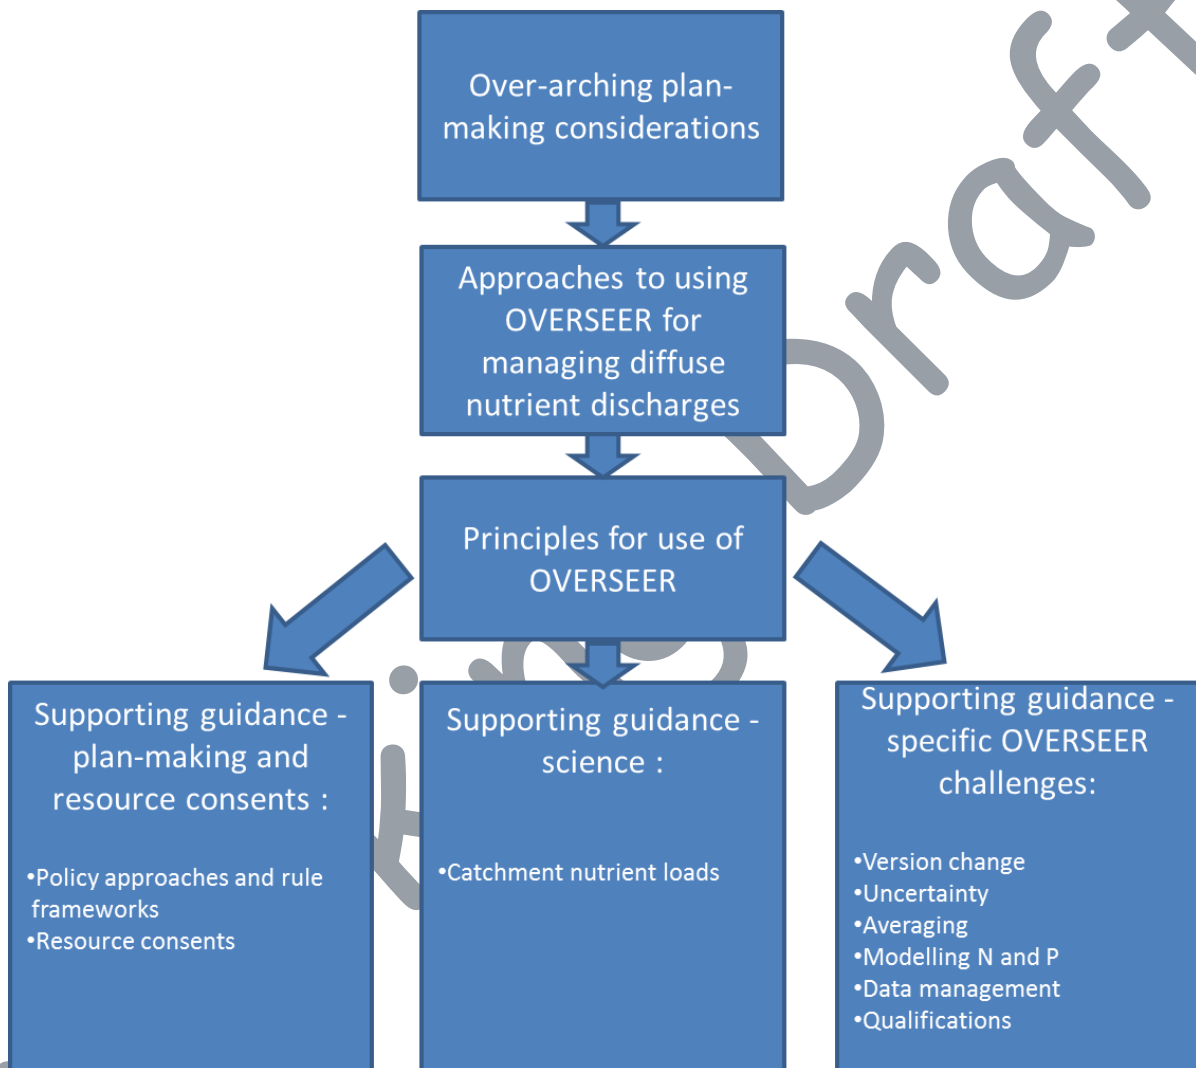 Over-arching plan-
making considerations
Approaches to using
OVERSEER for
managing diffuse
nutrient discharges
Principles for use of
OVERSEER
Supporting guidance -
plan-making and
resource consents :
•Policy approaches and rule
frameworks
•Resource consents
Supporting guidance -
science :
•Catchment nutrient loads
Supporting guidance -
specific OVERSEER
challenges:
•Version change
•Uncertainty
•Averaging
•Modelling N and P
•Data management
•Qualifications
Draft